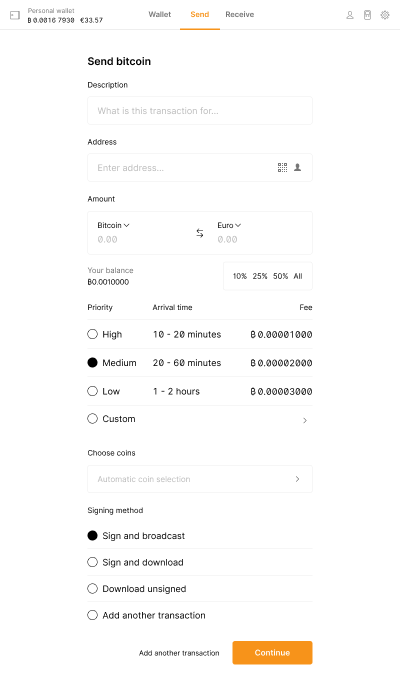 Personal wallet
₿ 0.0016 7930 €33.57
Wallet Send Receive
Send bitcoin
Description
What is this transaction for...
Address
Enter address...
Amount
Bitcoin Euro
0.00 0.00
Your balance
₿0.0010000
10% 25% 50% All
Priority Arrival time Fee
High 10 - 20 minutes ₿ 0.00001000
Medium 20 - 60 minutes ₿ 0.00002000
Low 1 - 2 hours ₿ 0.00003000
Custom
Choose coins
Automatic coin selection
Signing method
Sign and broadcast
Sign and download
Download unsigned
Add another transaction
Add another transaction Continue